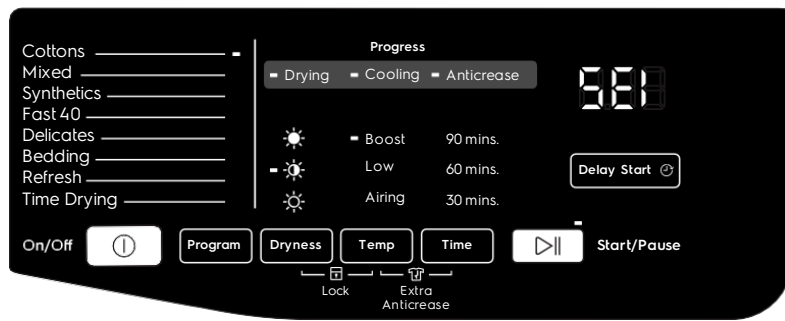 Cottons
Mixed
Synthetics
Fast 40
Delicates
Bedding
Refresh
Time Drying
Progress
Drying Cooling Anticrease
Boost 90 mins.
Low 60 mins.
Airing 30 mins.
SEI
Delay Start
On/Off Program Dryness Temp Time Start/Pause
Lock
Extra
Anticrease